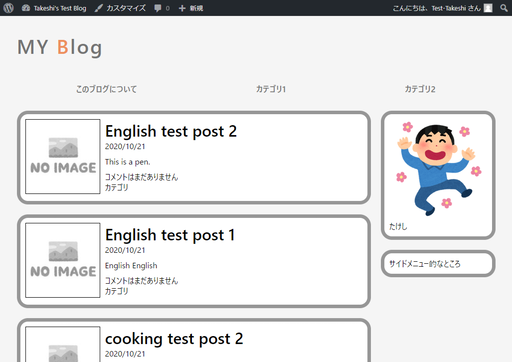 Takeshi's Test Blog カスタマイズ 0 新規 こんにちは、Test-Takeshi さん
MY Blog
このブログについて カテゴリ1 カテゴリ2
NO IMAGE
English test post 2
2020/10/21
This is a pen.
コメントはまだありません
カテゴリ
NO IMAGE
English test post 1
2020/10/21
English English
コメントはまだありません
カテゴリ
cooking test post 2
2020/10/21
たけし
サイドメニュー的なところ